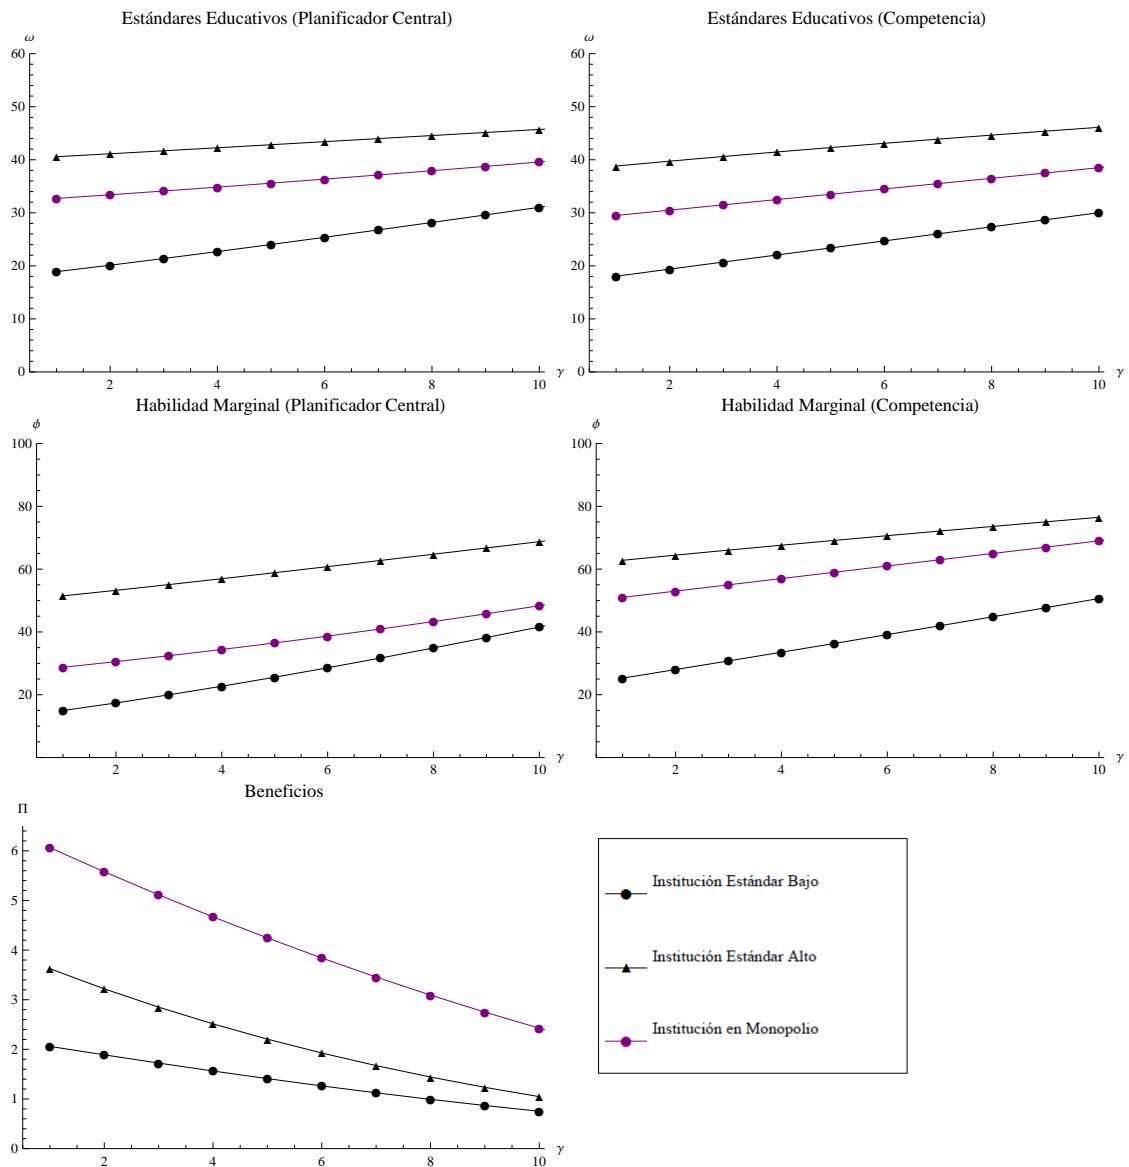 Estándares Educativos (Planificador Central)
ω
60
50
40
30
20
10
0
2 4 6 8 10 γ
Estándares Educativos (Competencia)
ω
60
50
40
30
20
10
0
2 4 6 8 10 γ
Habilidad Marginal (Planificador Central)
ϕ
100
80
60
40
20
2 4 6 8 10 γ
Habilidad Marginal (Competencia)
ϕ
100
80
60
40
20
2 4 6 8 10 γ
Beneficios
Π
6
5
4
3
2
1
0
2 4 6 8 10 γ
Institución Estándar Bajo
Institución Estándar Alto
Institución en Monopolio